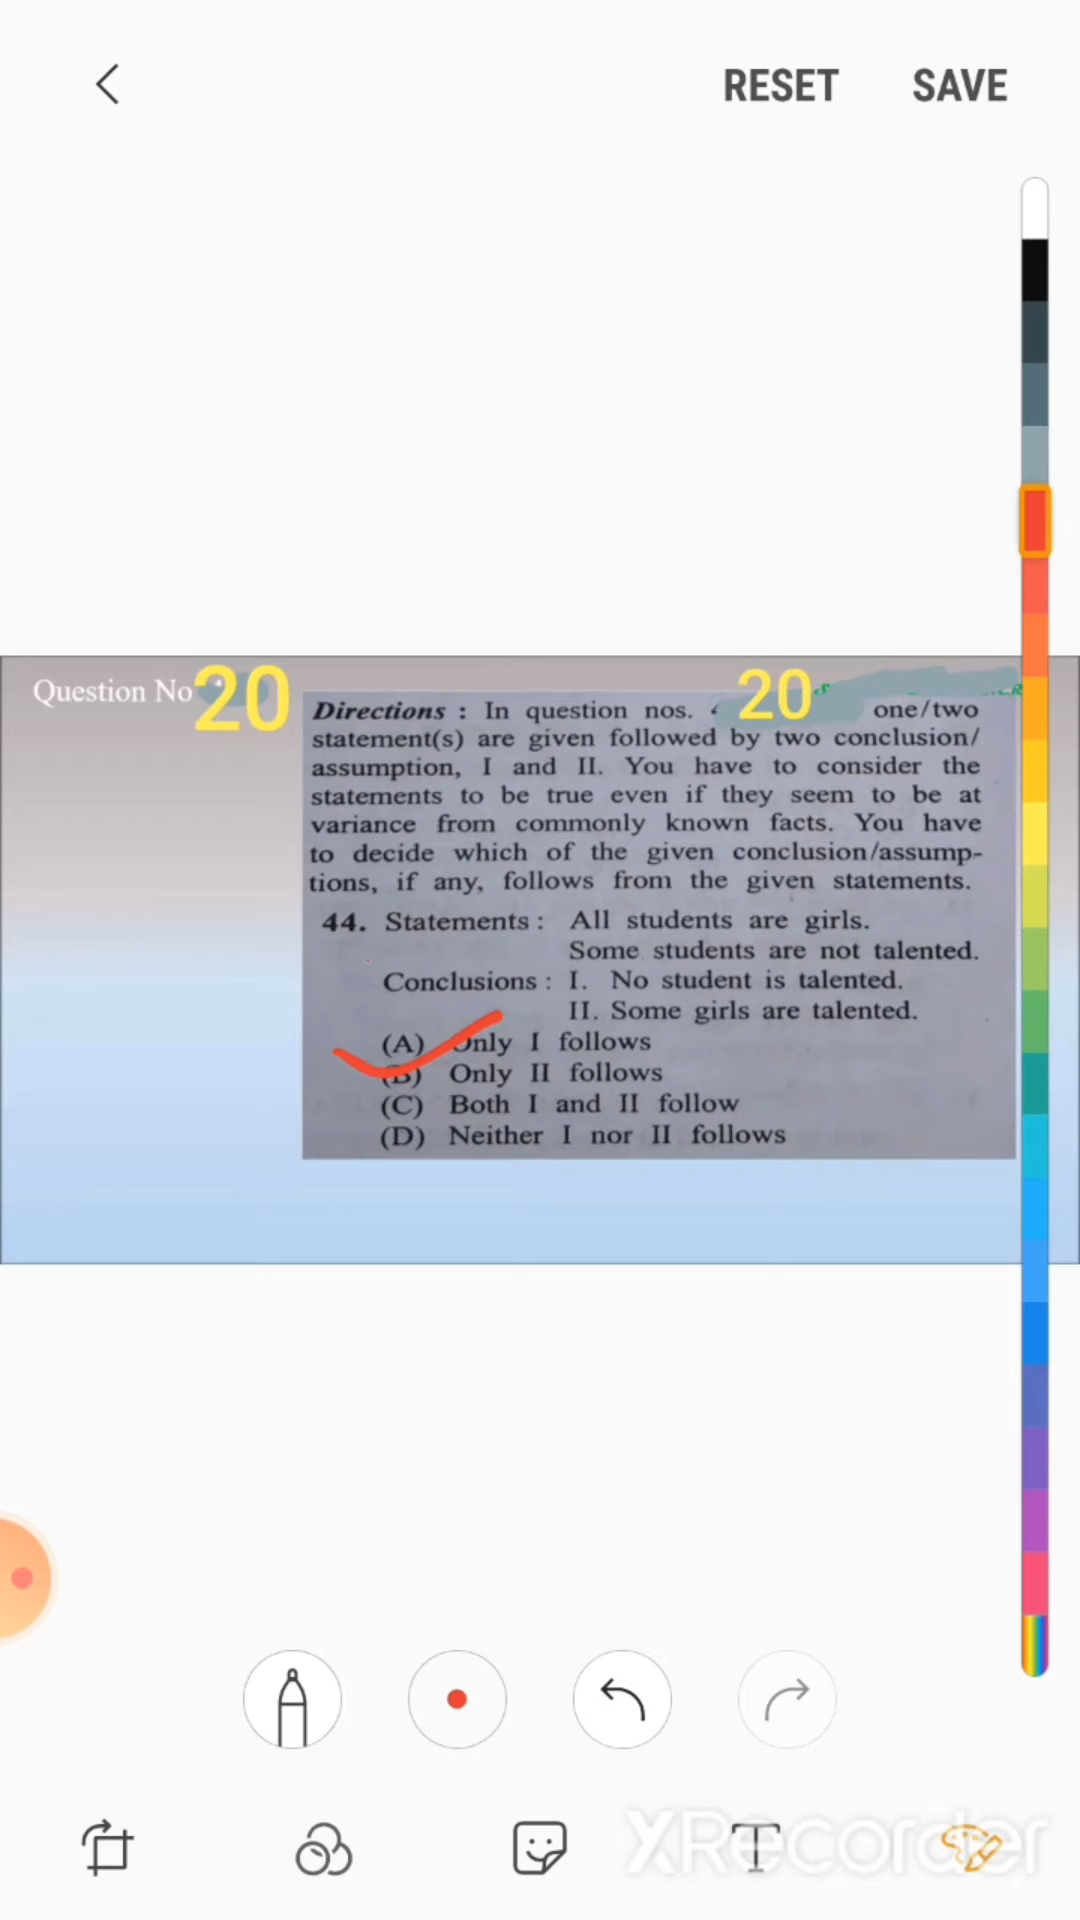 RESET SAVE
Question No 20
Directions : In question nos. 20 one/two
statement(s) are given followed by two conclusion/
assumption, I and II. You have to consider the
statements to be true even if they seem to be at
variance from commonly known facts. You have
to decide which of the given conclusion/assump-
tions, if any, follows from the given statements.
44. Statements : All students are girls.
Some students are not talented.
Conclusions : I. No student is talented.
II. Some girls are talented.
(A) Only I follows
(B) Only II follows
(C) Both I and II follow
(D) Neither I nor II follows
T
XRecorder